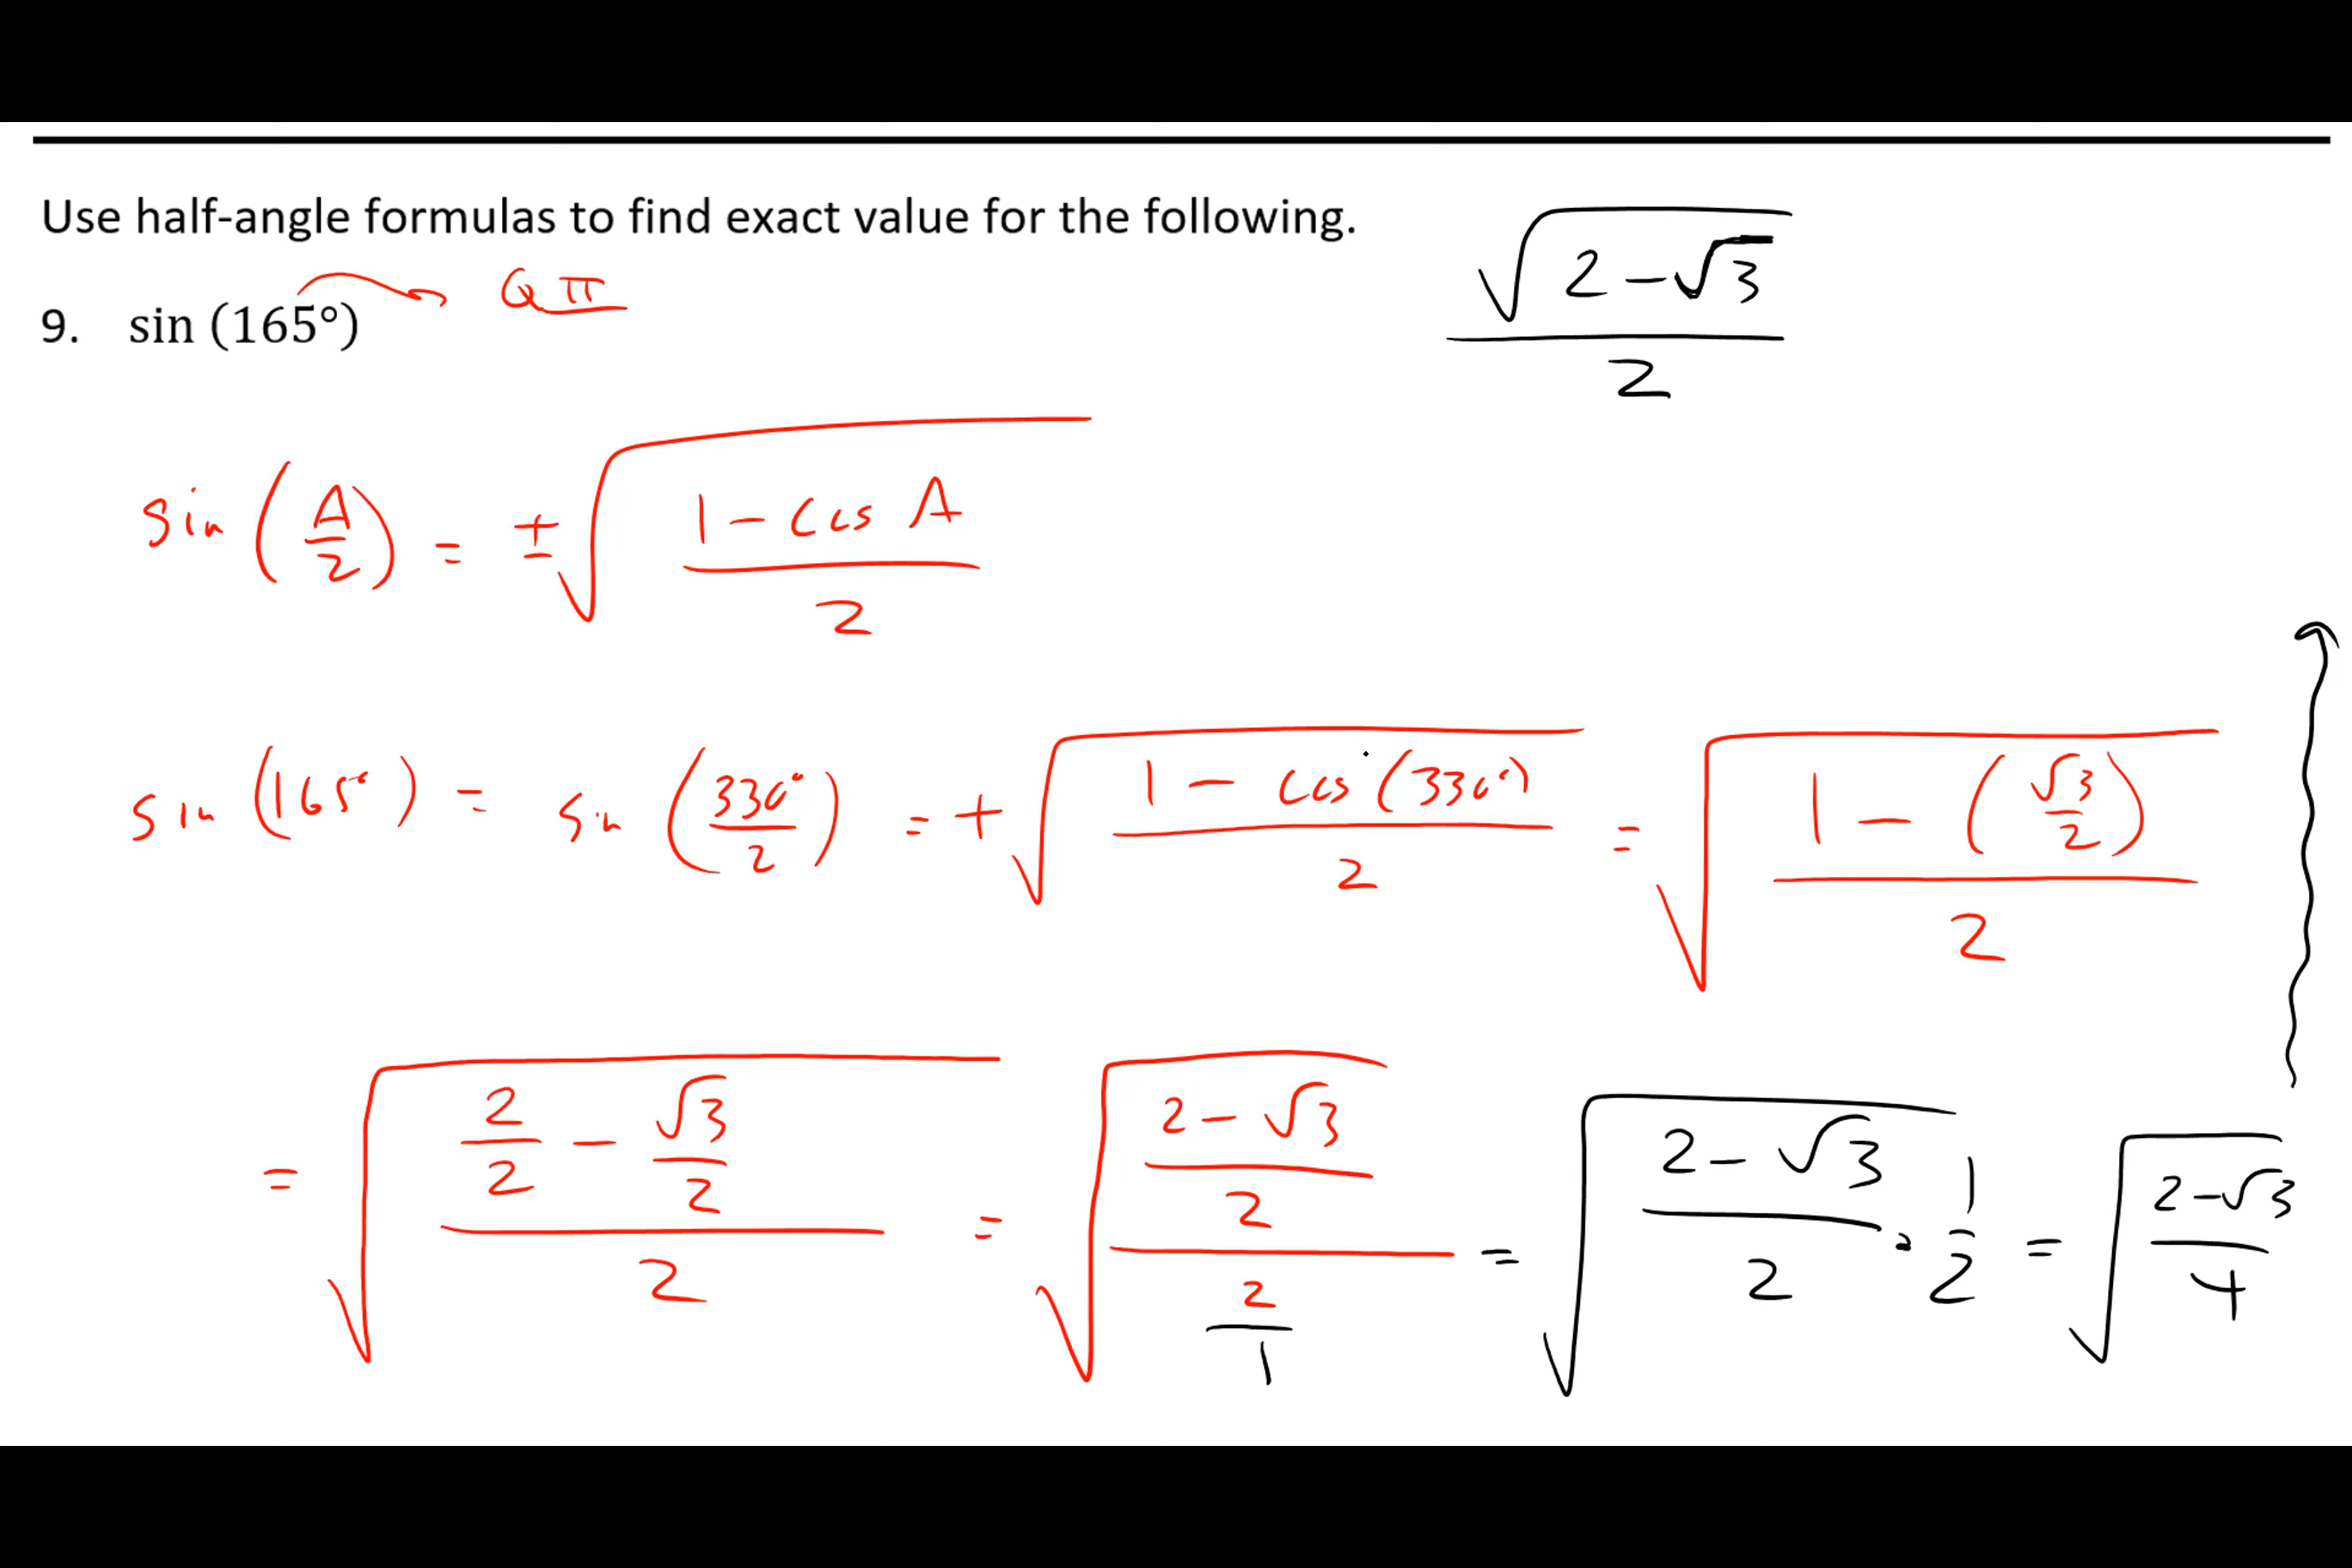 Use half-angle formulas to find exact value for the following.
9. sin (165°) → Q II
√(2 - √3) / 2
sin (A/2) = ± √((1 - cos A) / 2)
sin (165°) = sin (330°/2) = + √((1 - cos (330°)) / 2) = √((1 - (√3/2)) / 2)
= √((2/2 - √3/2) / 2) = √(((2 - √3)/2) / (2/1)) = √((2 - √3)/2 · 1/2) = √((2 - √3)/4)